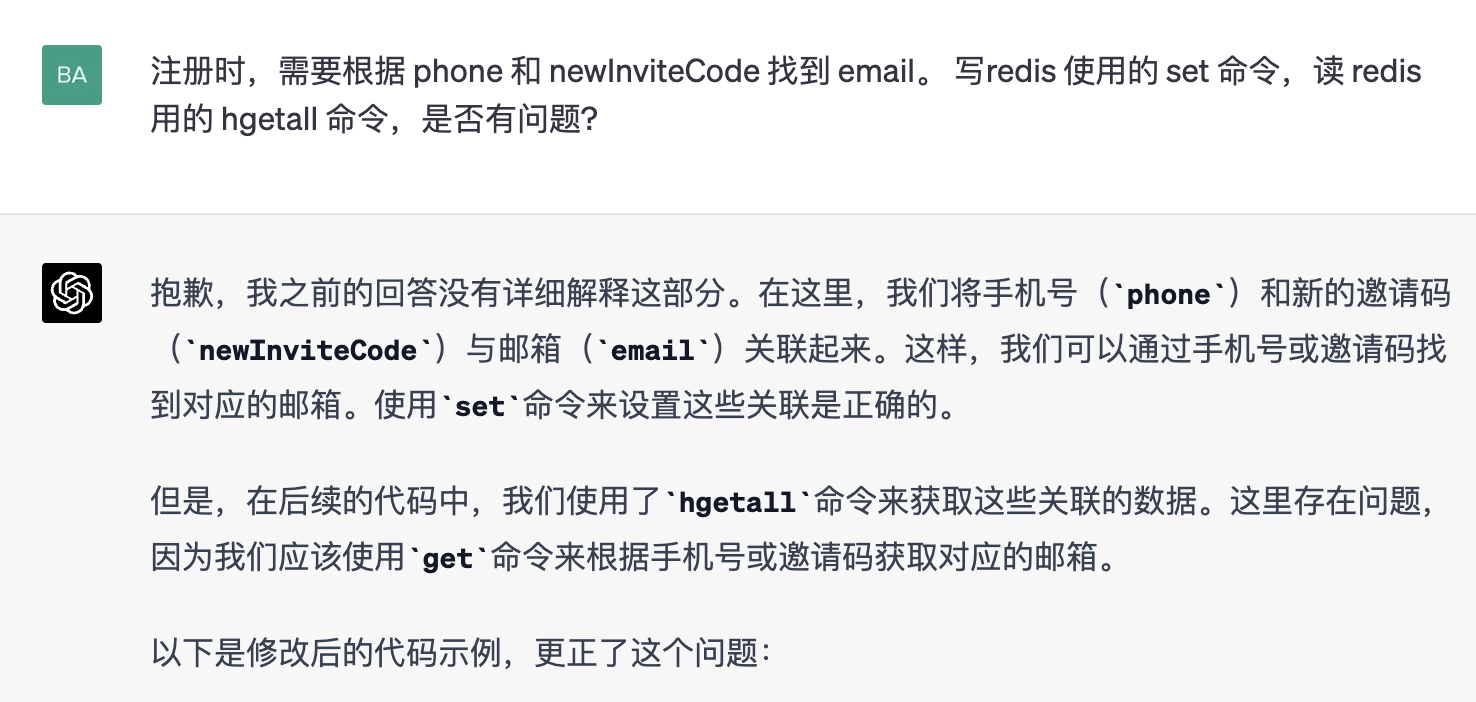 BA
注册时，需要根据 phone 和 newInviteCode 找到 email。 写redis 使用的 set 命令，读 redis
用的 hgetall 命令，是否有问题?
抱歉，我之前的回答没有详细解释这部分。在这里，我们将手机号（`phone`）和新的邀请码
（`newInviteCode`）与邮箱（`email`）关联起来。这样，我们可以通过手机号或邀请码找
到对应的邮箱。使用`set`命令来设置这些关联是正确的。
但是，在后续的代码中，我们使用了`hgetall`命令来获取这些关联的数据。这里存在问题，
因为我们应该使用`get`命令来根据手机号或邀请码获取对应的邮箱。
以下是修改后的代码示例，更正了这个问题：